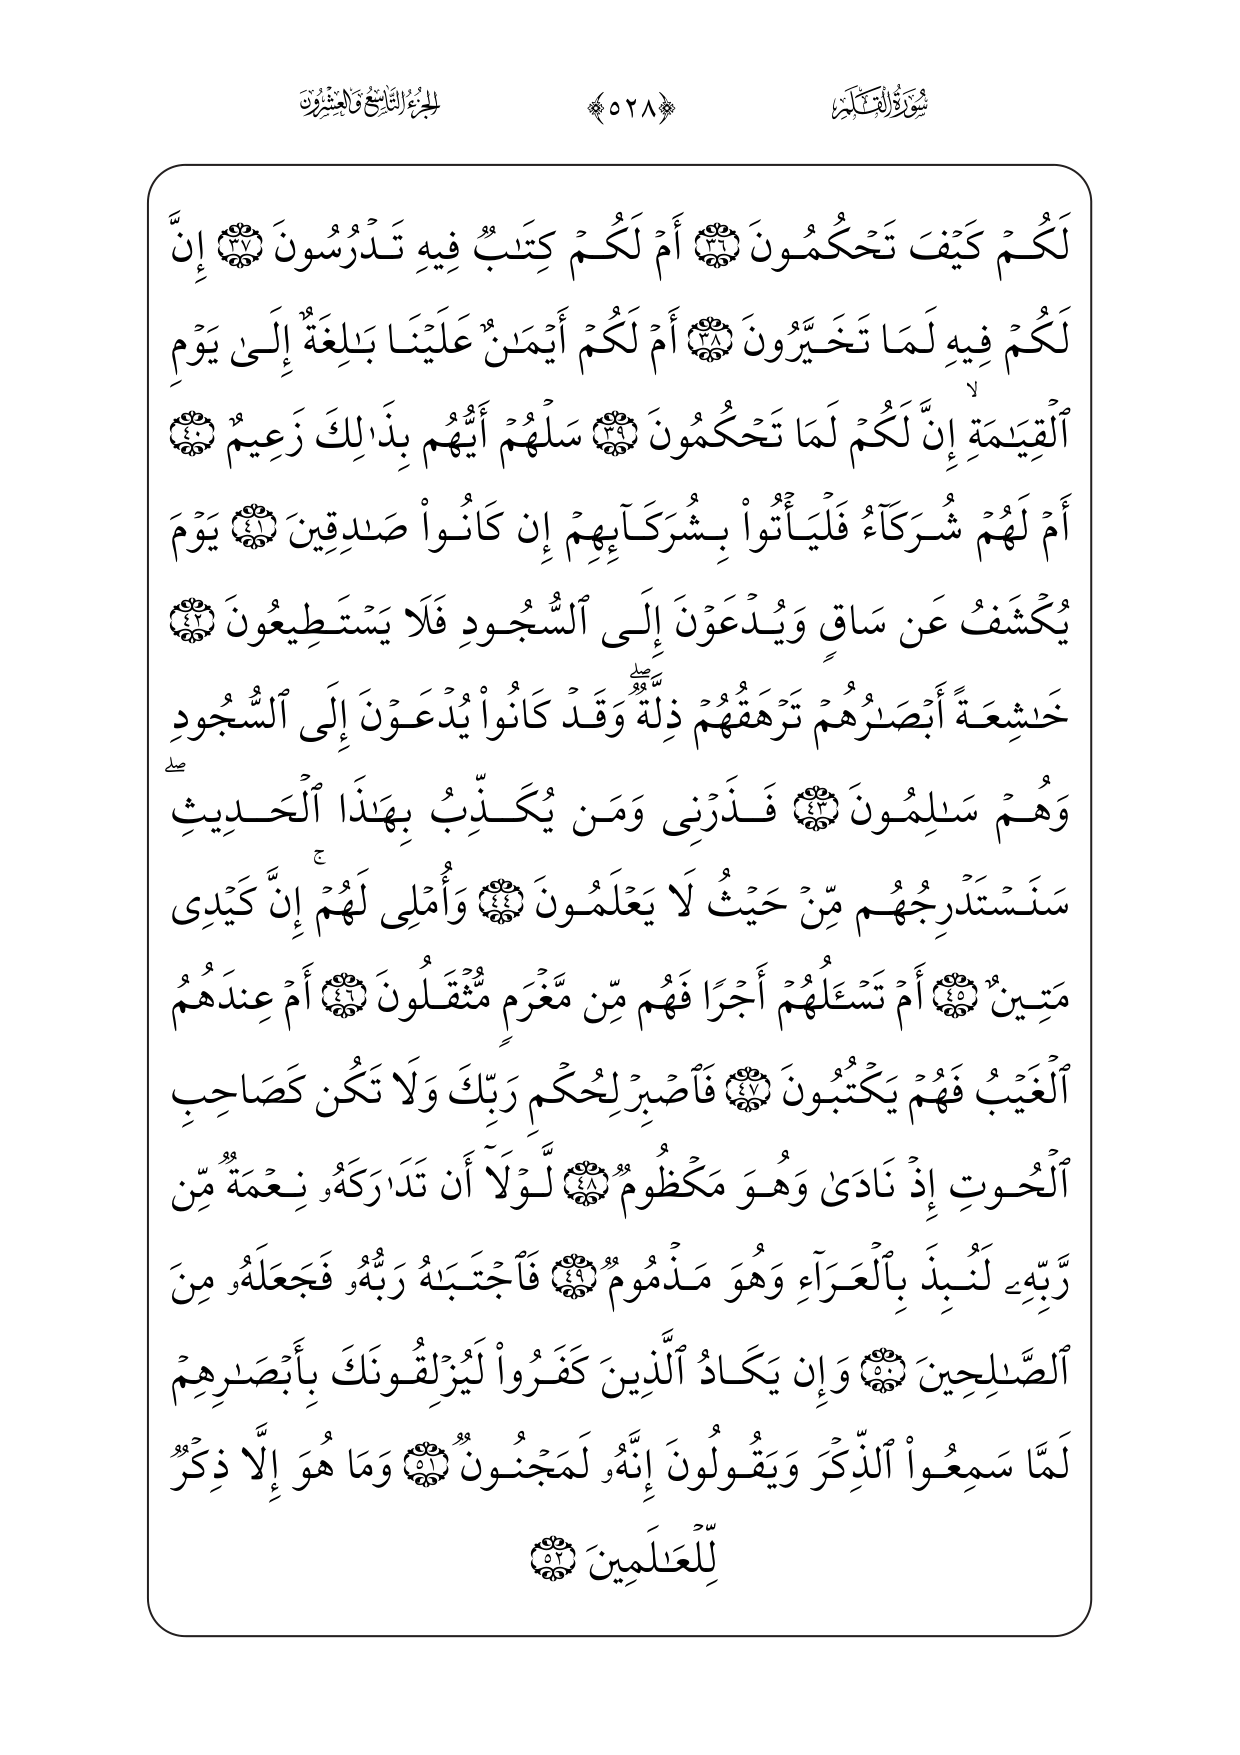 سُورَةُ القَلَمِ ﴿٥٢٨﴾ الجُزْءُ التَّاسِعُ وَالعِشْرُونَ
لَكُمۡ كَيۡفَ تَحۡكُمُونَ ٣٦ أَمۡ لَكُمۡ كِتَٰبٞ فِيهِ تَدۡرُسُونَ ٣٧ إِنَّ
لَكُمۡ فِيهِ لَمَا تَخَيَّرُونَ ٣٨ أَمۡ لَكُمۡ أَيۡمَٰنٌ عَلَيۡنَا بَٰلِغَةٌ إِلَىٰ يَوۡمِ
ٱلۡقِيَٰمَةِۙ إِنَّ لَكُمۡ لَمَا تَحۡكُمُونَ ٣٩ سَلۡهُمۡ أَيُّهُم بِذَٰلِكَ زَعِيمٌ ٤٠
أَمۡ لَهُمۡ شُرَكَآءُ فَلۡيَأۡتُواْ بِشُرَكَآئِهِمۡ إِن كَانُواْ صَٰدِقِينَ ٤١ يَوۡمَ
يُكۡشَفُ عَن سَاقٖ وَيُدۡعَوۡنَ إِلَى ٱلسُّجُودِ فَلَا يَسۡتَطِيعُونَ ٤٢
خَٰشِعَةً أَبۡصَٰرُهُمۡ تَرۡهَقُهُمۡ ذِلَّةٞۖ وَقَدۡ كَانُواْ يُدۡعَوۡنَ إِلَى ٱلسُّجُودِ
وَهُمۡ سَٰلِمُونَ ٤٣ فَذَرۡنِي وَمَن يُكَذِّبُ بِهَٰذَا ٱلۡحَدِيثِۖ
سَنَسۡتَدۡرِجُهُم مِّنۡ حَيۡثُ لَا يَعۡلَمُونَ ٤٤ وَأُمۡلِي لَهُمۡۚ إِنَّ كَيۡدِي
مَتِينٌ ٤٥ أَمۡ تَسۡـَٔلُهُمۡ أَجۡرٗا فَهُم مِّن مَّغۡرَمٖ مُّثۡقَلُونَ ٤٦ أَمۡ عِندَهُمُ
ٱلۡغَيۡبُ فَهُمۡ يَكۡتُبُونَ ٤٧ فَٱصۡبِرۡ لِحُكۡمِ رَبِّكَ وَلَا تَكُن كَصَاحِبِ
ٱلۡحُوتِ إِذۡ نَادَىٰ وَهُوَ مَكۡظُومٞ ٤٨ لَّوۡلَآ أَن تَدَٰرَكَهُۥ نِعۡمَةٞ مِّن
رَّبِّهِۦ لَنُبِذَ بِٱلۡعَرَآءِ وَهُوَ مَذۡمُومٞ ٤٩ فَٱجۡتَبَٰهُ رَبُّهُۥ فَجَعَلَهُۥ مِنَ
ٱلصَّٰلِحِينَ ٥٠ وَإِن يَكَادُ ٱلَّذِينَ كَفَرُواْ لَيُزۡلِقُونَكَ بِأَبۡصَٰرِهِمۡ
لَمَّا سَمِعُواْ ٱلذِّكۡرَ وَيَقُولُونَ إِنَّهُۥ لَمَجۡنُونٞ ٥١ وَمَا هُوَ إِلَّا ذِكۡرٞ
لِّلۡعَٰلَمِينَ ٥٢